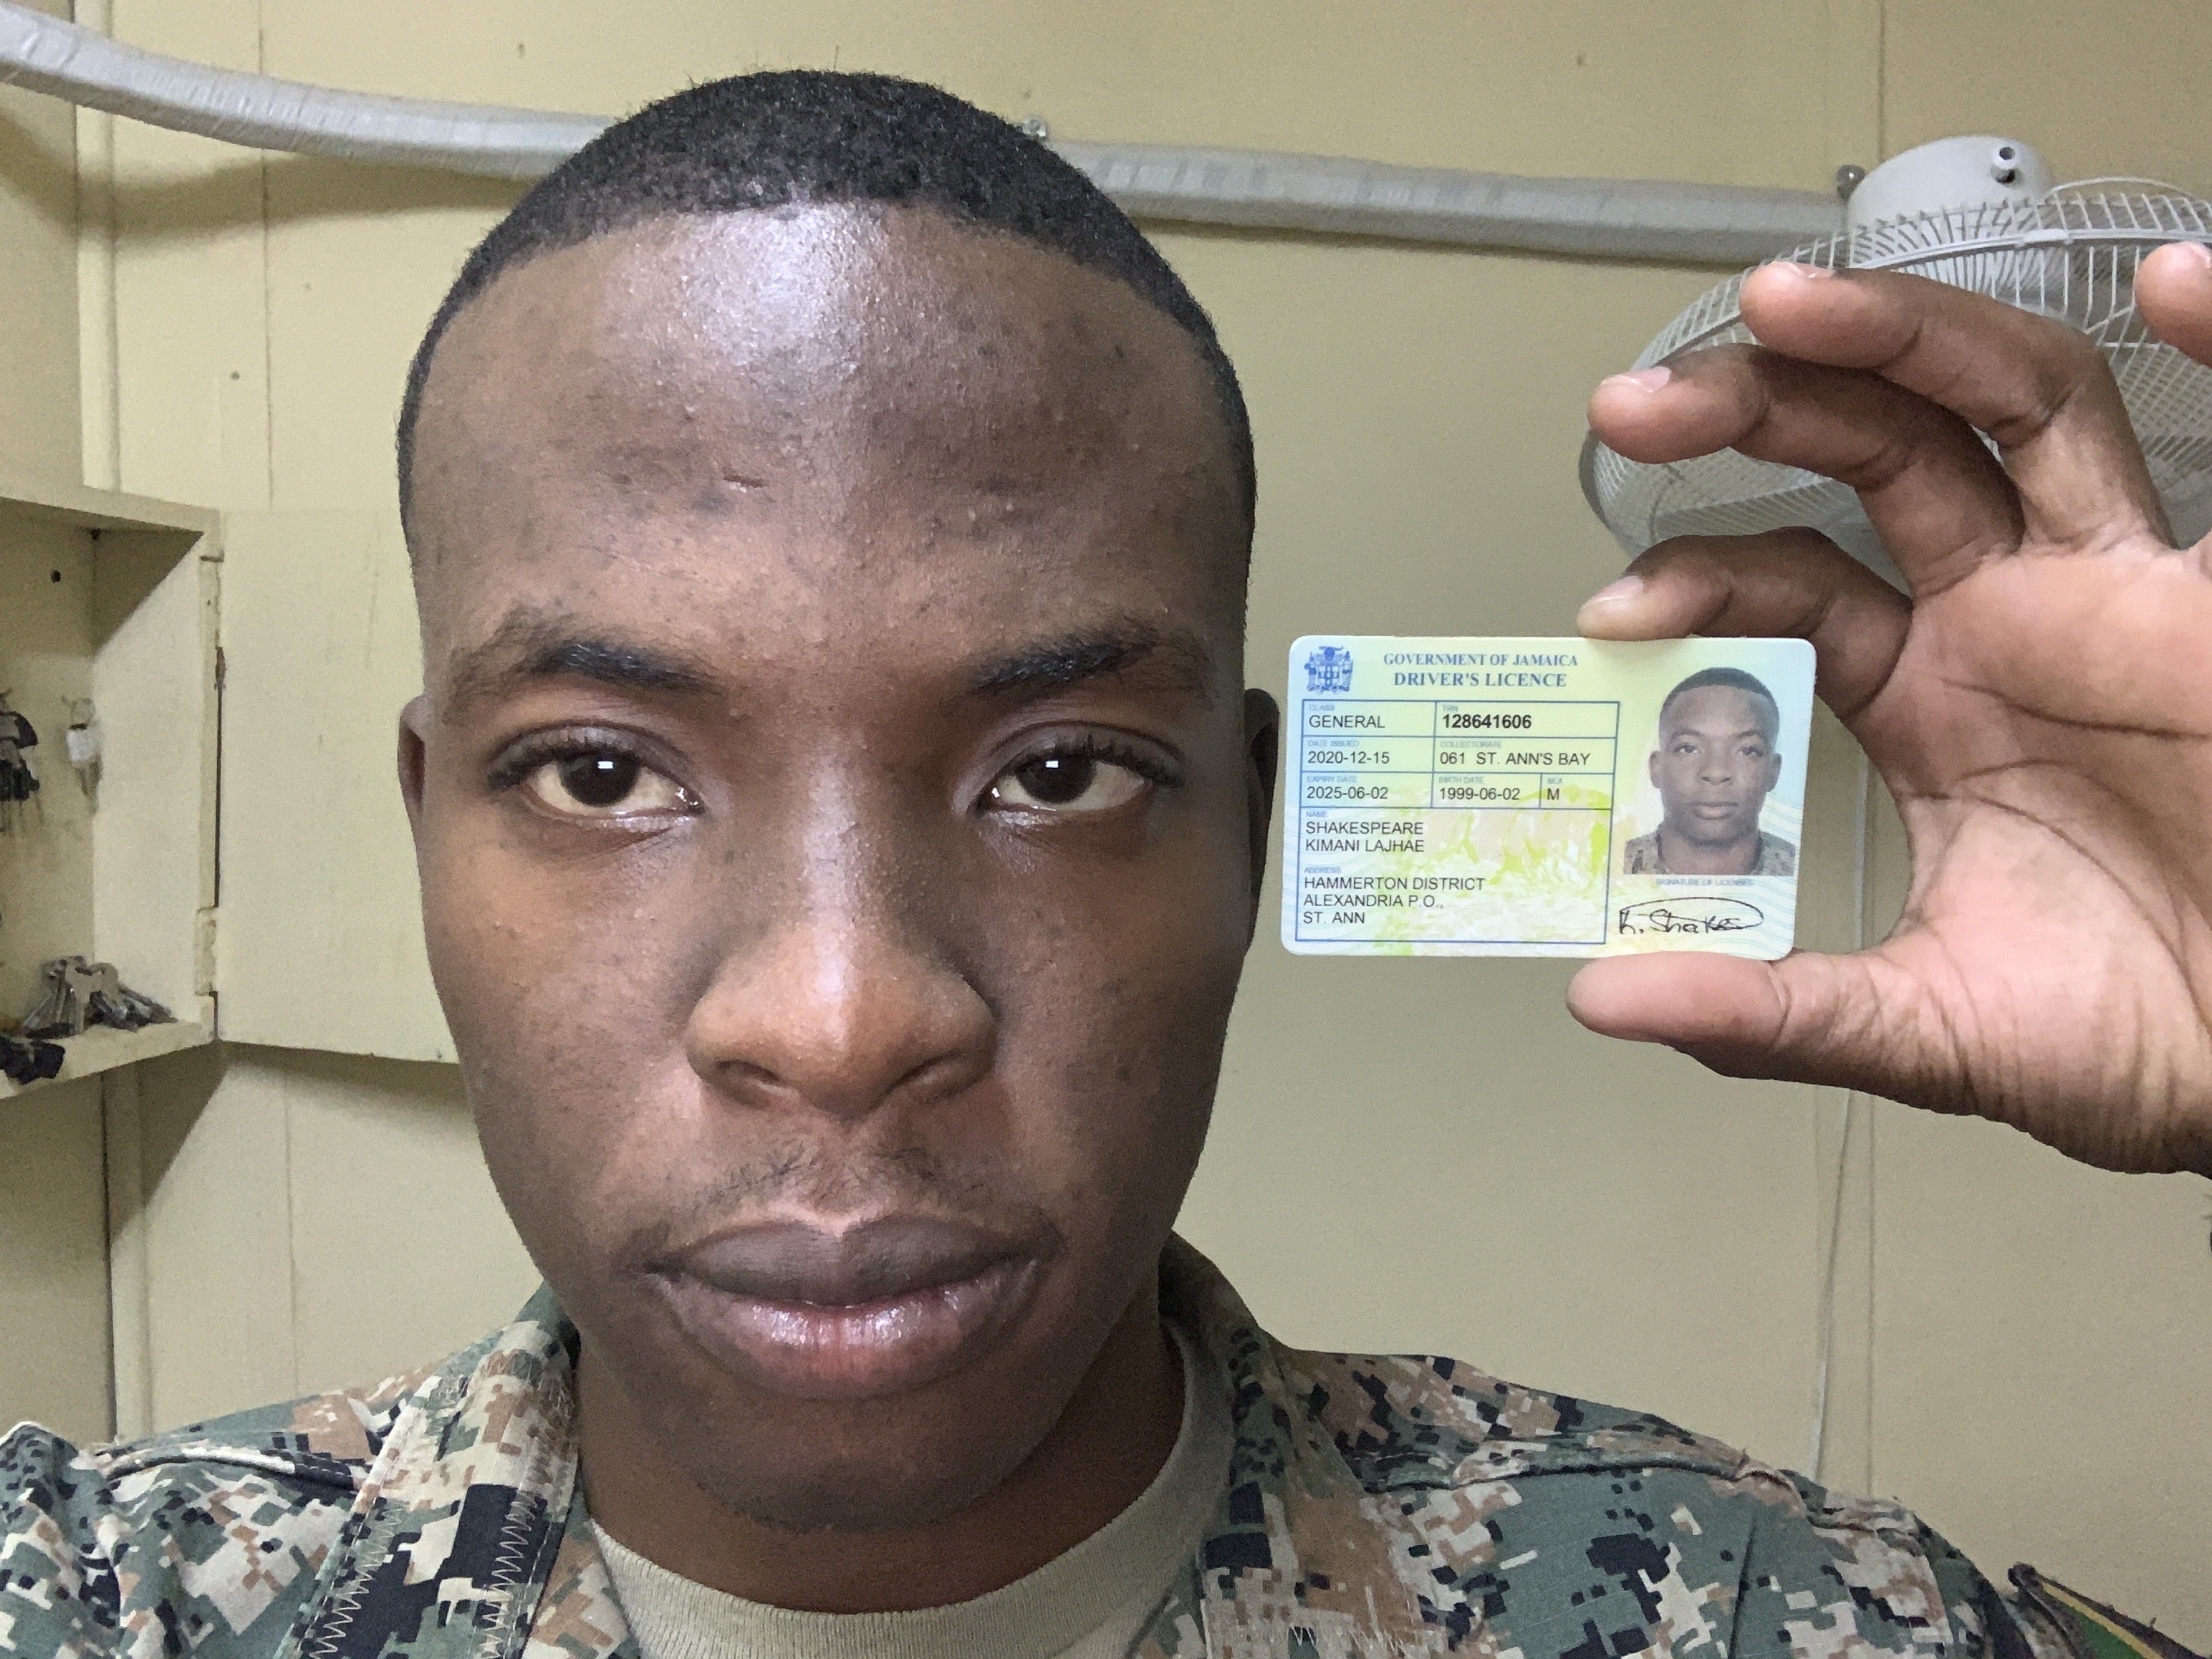 GOVERNMENT OF JAMAICA
DRIVER'S LICENCE
CLASS
GENERAL
TRN
128641606
DATE ISSUED
2020-12-15
COLLECTORATE
061 ST. ANN'S BAY
EXPIRY DATE
2025-06-02
BIRTH DATE
1999-06-02
SEX
M
NAME
SHAKESPEARE
KIMANI LAJHAE
ADDRESS
HAMMERTON DISTRICT
ALEXANDRIA P.O.,
ST. ANN
SIGNATURE OF LICENSEE